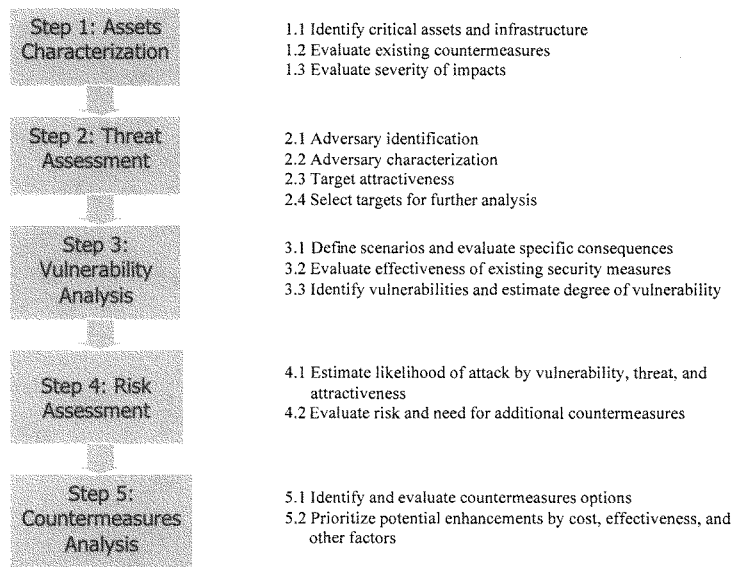 Step 1: Assets
Characterization
1.1 Identify critical assets and infrastructure
1.2 Evaluate existing countermeasures
1.3 Evaluate severity of impacts
Step 2: Threat
Assessment
2.1 Adversary identification
2.2 Adversary characterization
2.3 Target attractiveness
2.4 Select targets for further analysis
Step 3:
Vulnerability
Analysis
3.1 Define scenarios and evaluate specific consequences
3.2 Evaluate effectiveness of existing security measures
3.3 Identify vulnerabilities and estimate degree of vulnerability
Step 4: Risk
Assessment
4.1 Estimate likelihood of attack by vulnerability, threat, and
attractiveness
4.2 Evaluate risk and need for additional countermeasures
Step 5:
Countermeasures
Analysis
5.1 Identify and evaluate countermeasures options
5.2 Prioritize potential enhancements by cost, effectiveness, and
other factors